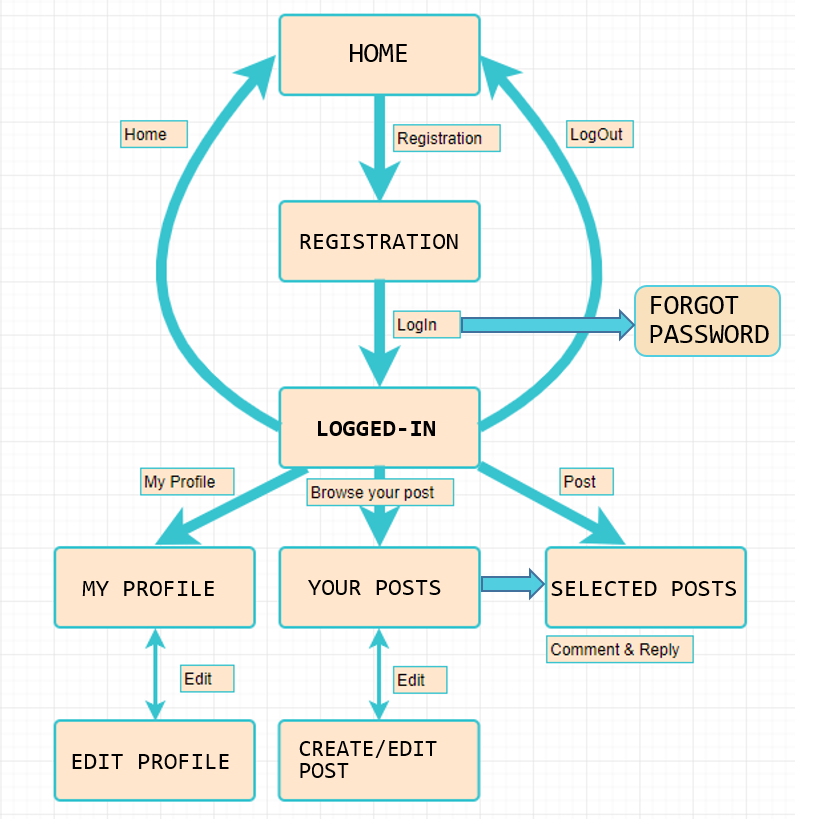 HOME
Home
Registration
LogOut
REGISTRATION
LogIn
FORGOT
PASSWORD
LOGGED-IN
My Profile
Browse your post
Post
MY PROFILE
YOUR POSTS
SELECTED POSTS
Comment & Reply
Edit
Edit
EDIT PROFILE
CREATE/EDIT
POST